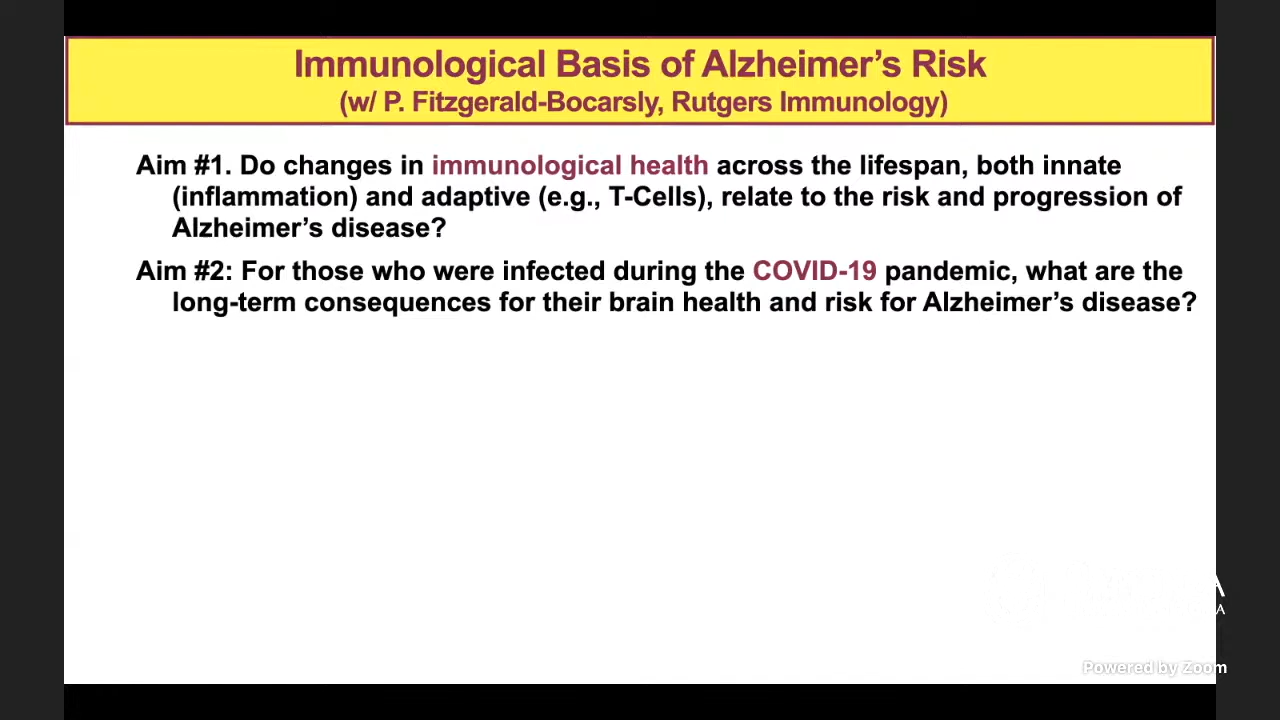 Immunological Basis of Alzheimer’s Risk
(w/ P. Fitzgerald-Bocarsly, Rutgers Immunology)
Aim #1. Do changes in immunological health across the lifespan, both innate
(inflammation) and adaptive (e.g., T-Cells), relate to the risk and progression of
Alzheimer’s disease?
Aim #2: For those who were infected during the COVID-19 pandemic, what are the
long-term consequences for their brain health and risk for Alzheimer’s disease?
Powered by Zoom